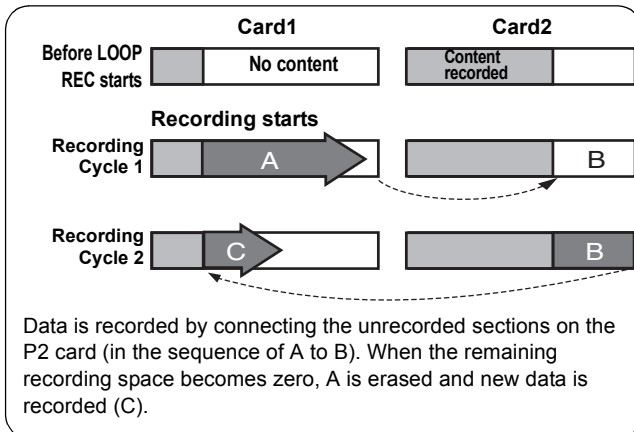 Card1 Card2
Before LOOP
REC starts
No content
Content
recorded
Recording starts
Recording
Cycle 1
A
B
Recording
Cycle 2
C
B
Data is recorded by connecting the unrecorded sections on the
P2 card (in the sequence of A to B). When the remaining
recording space becomes zero, A is erased and new data is
recorded (C).